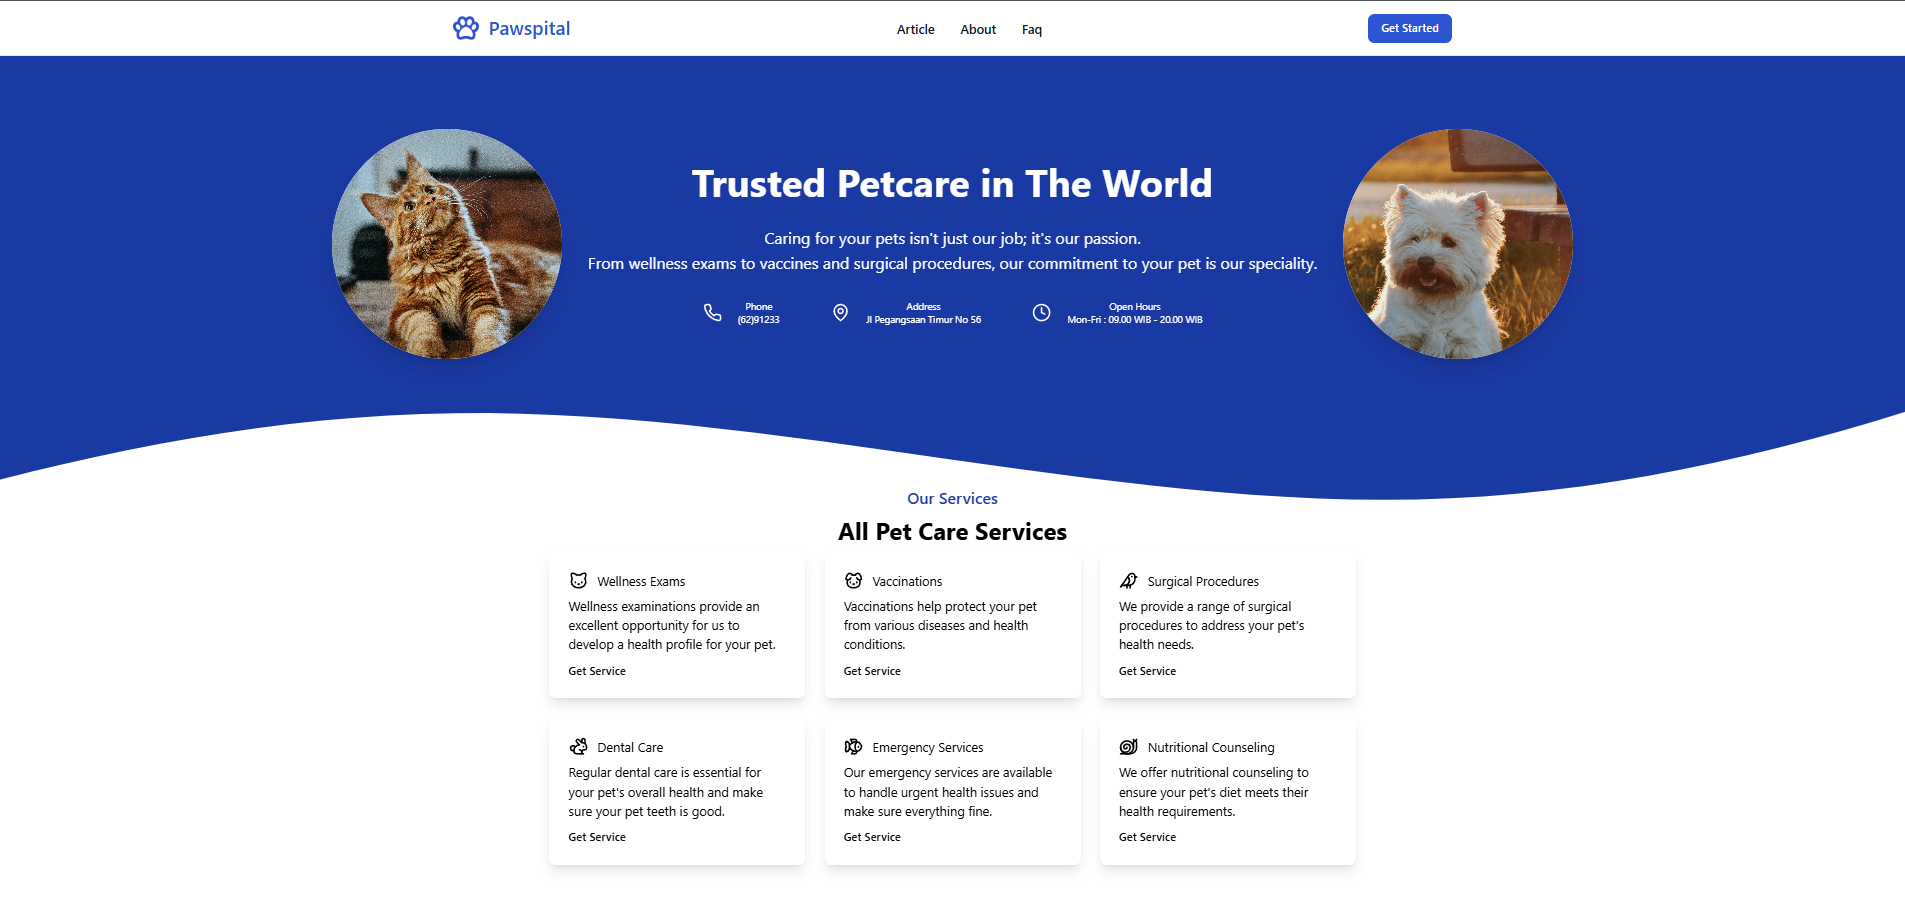 Pawspital
Article
About
Faq
Get Started
Trusted Petcare in The World
Caring for your pets isn't just our job; it's our passion.
From wellness exams to vaccines and surgical procedures, our commitment to your pet is our speciality.
Phone
(62)91233
Address
Jl Pegangsaan Timur No 56
Open Hours
Mon-Fri : 09.00 WIB - 20.00 WIB
Our Services
All Pet Care Services
Wellness Exams
Wellness examinations provide an
excellent opportunity for us to
develop a health profile for your pet.
Get Service
Vaccinations
Vaccinations help protect your pet
from various diseases and health
conditions.
Get Service
Surgical Procedures
We provide a range of surgical
procedures to address your pet's
health needs.
Get Service
Dental Care
Regular dental care is essential for
your pet's overall health and make
sure your pet teeth is good.
Get Service
Emergency Services
Our emergency services are available
to handle urgent health issues and
make sure everything fine.
Get Service
Nutritional Counseling
We offer nutritional counseling to
ensure your pet's diet meets their
health requirements.
Get Service